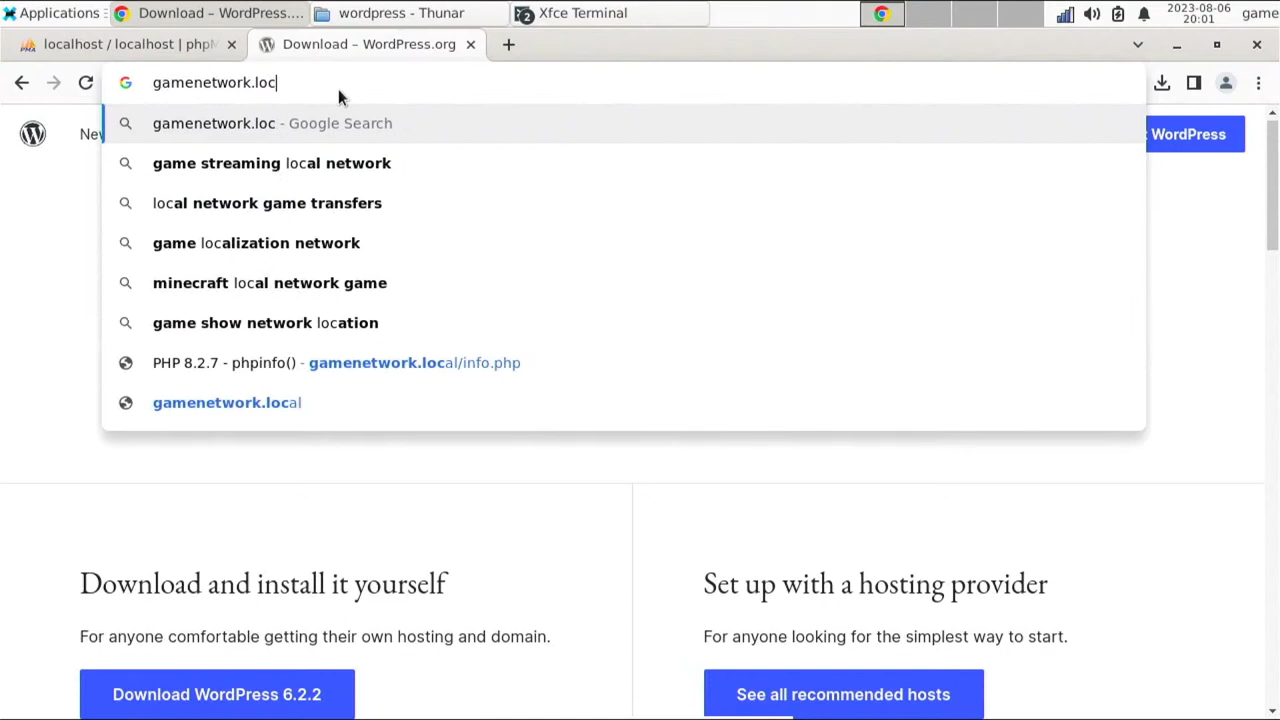 Applications
Download – WordPress....
wordpress - Thunar
2
Xfce Terminal
2023-08-06
20:01
game
localhost / localhost | phpM
Download – WordPress.org
gamenetwork.loc
gamenetwork.loc - Google Search
New
WordPress
game streaming local network
local network game transfers
game localization network
minecraft local network game
game show network location
PHP 8.2.7 - phpinfo() - gamenetwork.local/info.php
gamenetwork.local
Download and install it yourself
Set up with a hosting provider
For anyone comfortable getting their own hosting and domain.
For anyone looking for the simplest way to start.
Download WordPress 6.2.2
See all recommended hosts